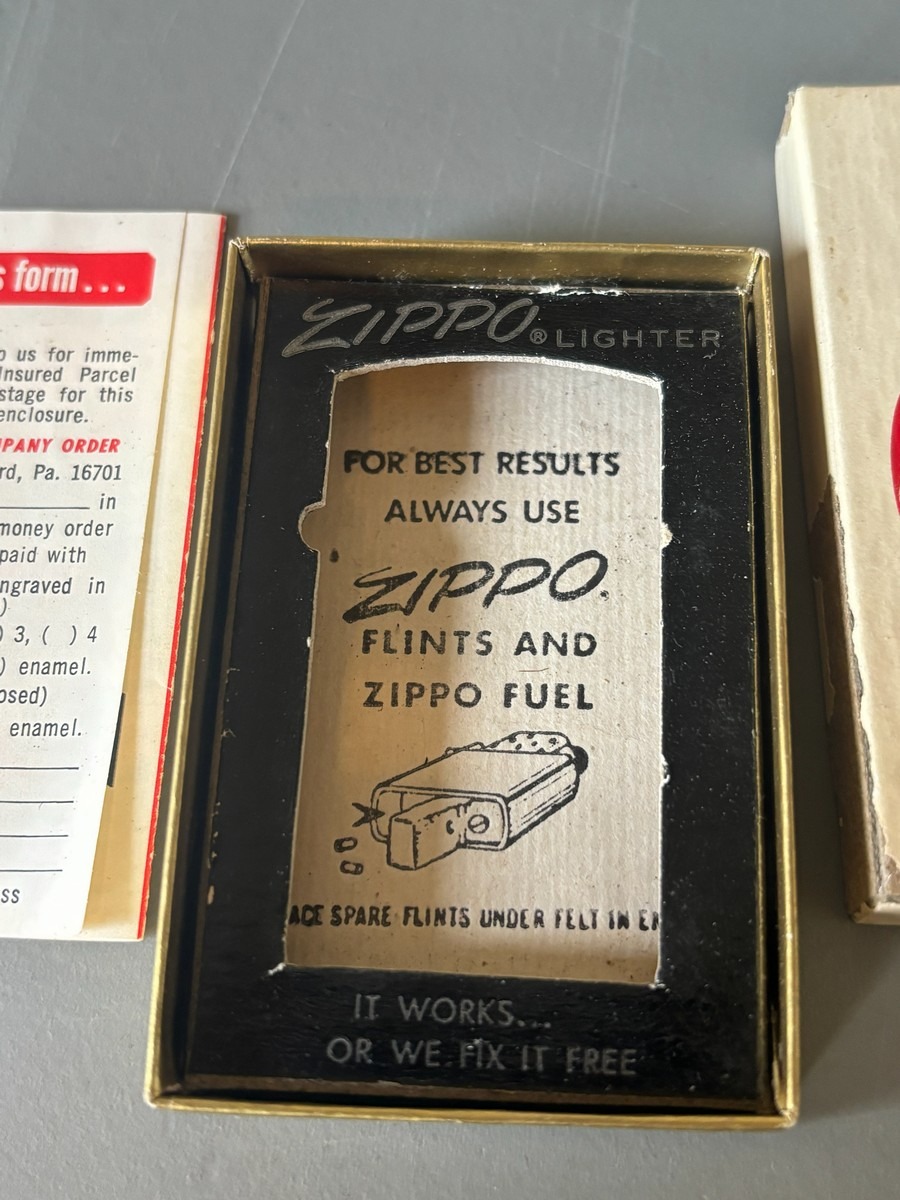 s form...
o us for imme-
Insured Parcel
stage for this
enclosure.
MPANY ORDER
rd, Pa. 16701
in
money order
paid with
ngraved in
)
) 3, ( ) 4
) enamel.
osed)
enamel.
ss
ZIPPO® LIGHTER
FOR BEST RESULTS
ALWAYS USE
ZIPPO
FLINTS AND
ZIPPO FUEL
ACE SPARE FLINTS UNDER FELT IN E
IT WORKS...
OR WE FIX IT FREE